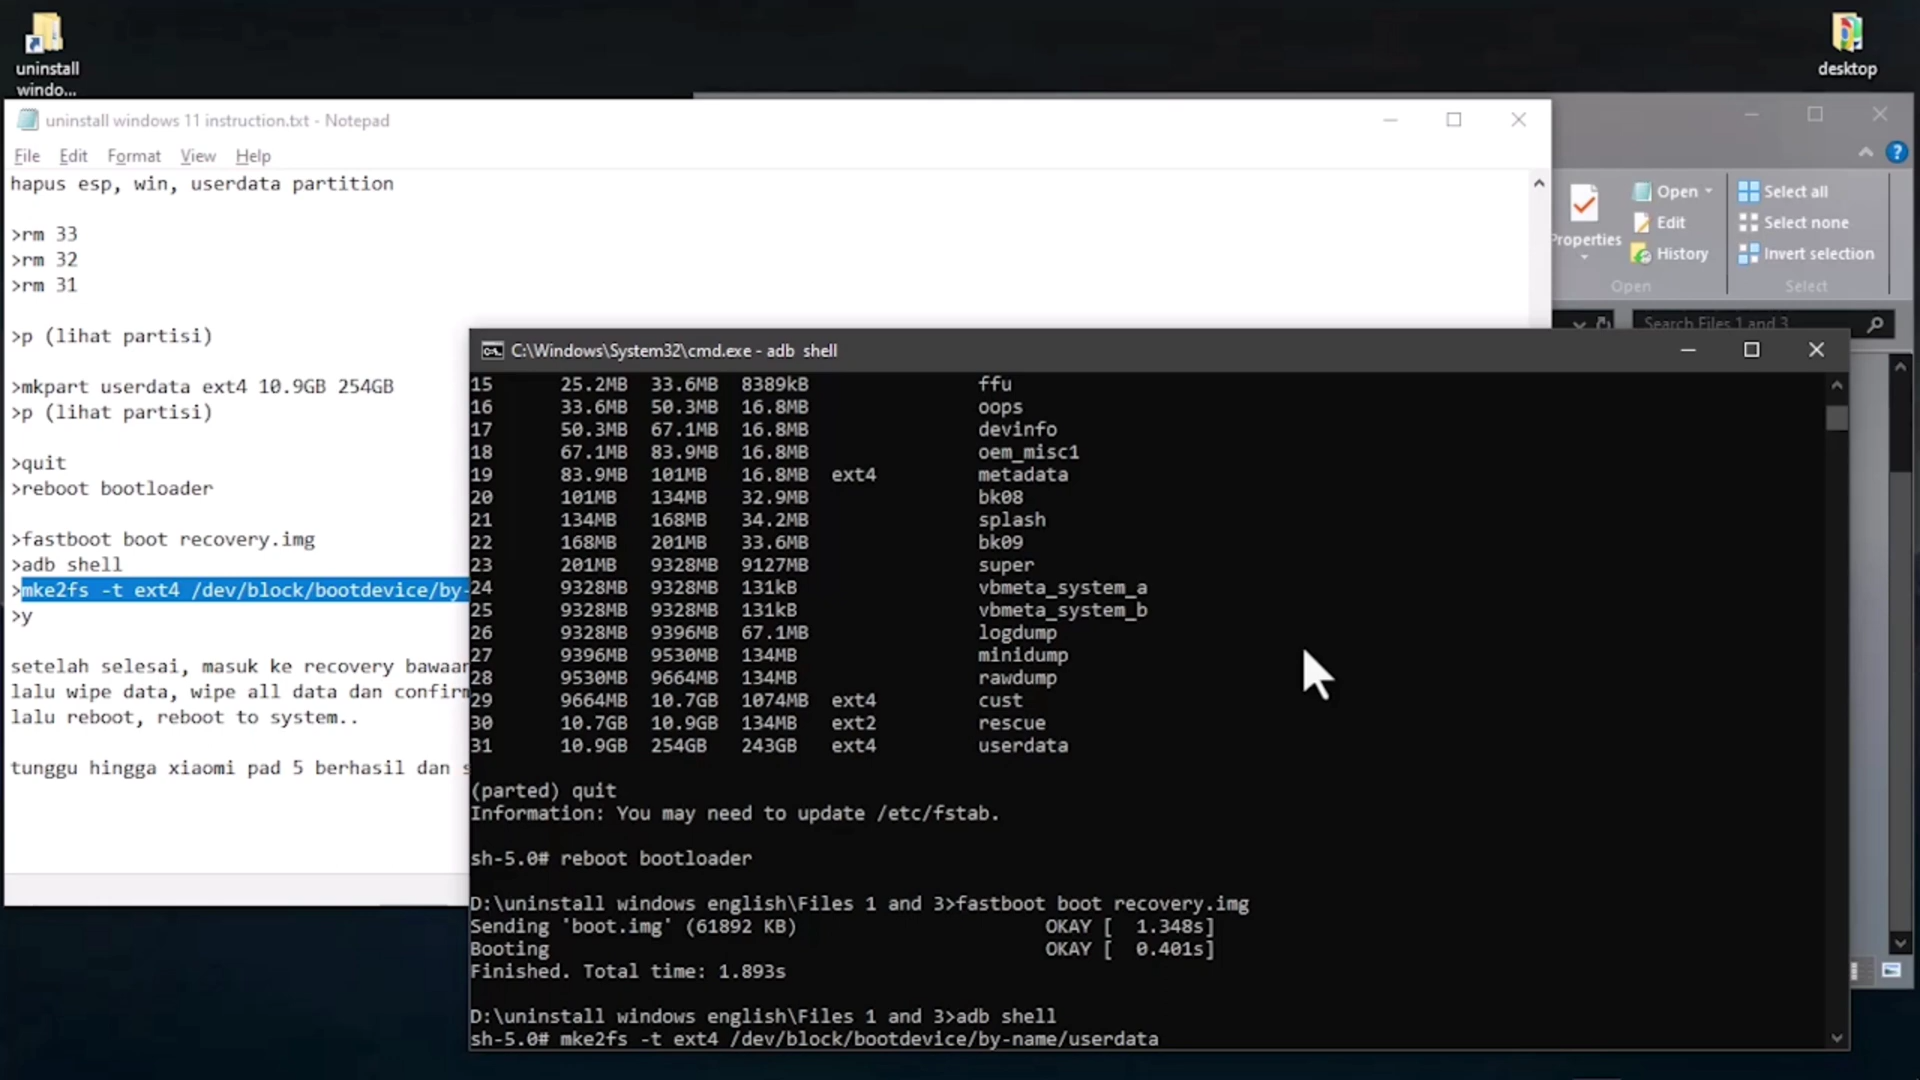 uninstall
windo...
desktop
uninstall windows 11 instruction.txt - Notepad
File Edit Format View Help
hapus esp, win, userdata partition
>rm 33
>rm 32
>rm 31
>p (lihat partisi)
>mkpart userdata ext4 10.9GB 254GB
>p (lihat partisi)
>quit
>reboot bootloader
>fastboot boot recovery.img
>adb shell
>mke2fs -t ext4 /dev/block/bootdevice/by-
>y
setelah selesai, masuk ke recovery bawaan
lalu wipe data, wipe all data dan confirm
lalu reboot, reboot to system..
tunggu hingga xiaomi pad 5 berhasil dan s
Properties
Open
Edit
History
Open
Select all
Select none
Invert selection
Select
Search Files 1 and 3
C:\Windows\System32\cmd.exe - adb shell
15 25.2MB 33.6MB 8389kB ffu
16 33.6MB 50.3MB 16.8MB oops
17 50.3MB 67.1MB 16.8MB devinfo
18 67.1MB 83.9MB 16.8MB oem_misc1
19 83.9MB 101MB 16.8MB ext4 metadata
20 101MB 134MB 32.9MB bk08
21 134MB 168MB 34.2MB splash
22 168MB 201MB 33.6MB bk09
23 201MB 9328MB 9127MB super
24 9328MB 9328MB 131kB vbmeta_system_a
25 9328MB 9328MB 131kB vbmeta_system_b
26 9328MB 9396MB 67.1MB logdump
27 9396MB 9530MB 134MB minidump
28 9530MB 9664MB 134MB rawdump
29 9664MB 10.7GB 1074MB ext4 cust
30 10.7GB 10.9GB 134MB ext2 rescue
31 10.9GB 254GB 243GB ext4 userdata
(parted) quit
Information: You may need to update /etc/fstab.
sh-5.0# reboot bootloader
D:\uninstall windows english\Files 1 and 3>fastboot boot recovery.img
Sending 'boot.img' (61892 KB) OKAY [ 1.348s]
Booting OKAY [ 0.401s]
Finished. Total time: 1.893s
D:\uninstall windows english\Files 1 and 3>adb shell
sh-5.0# mke2fs -t ext4 /dev/block/bootdevice/by-name/userdata